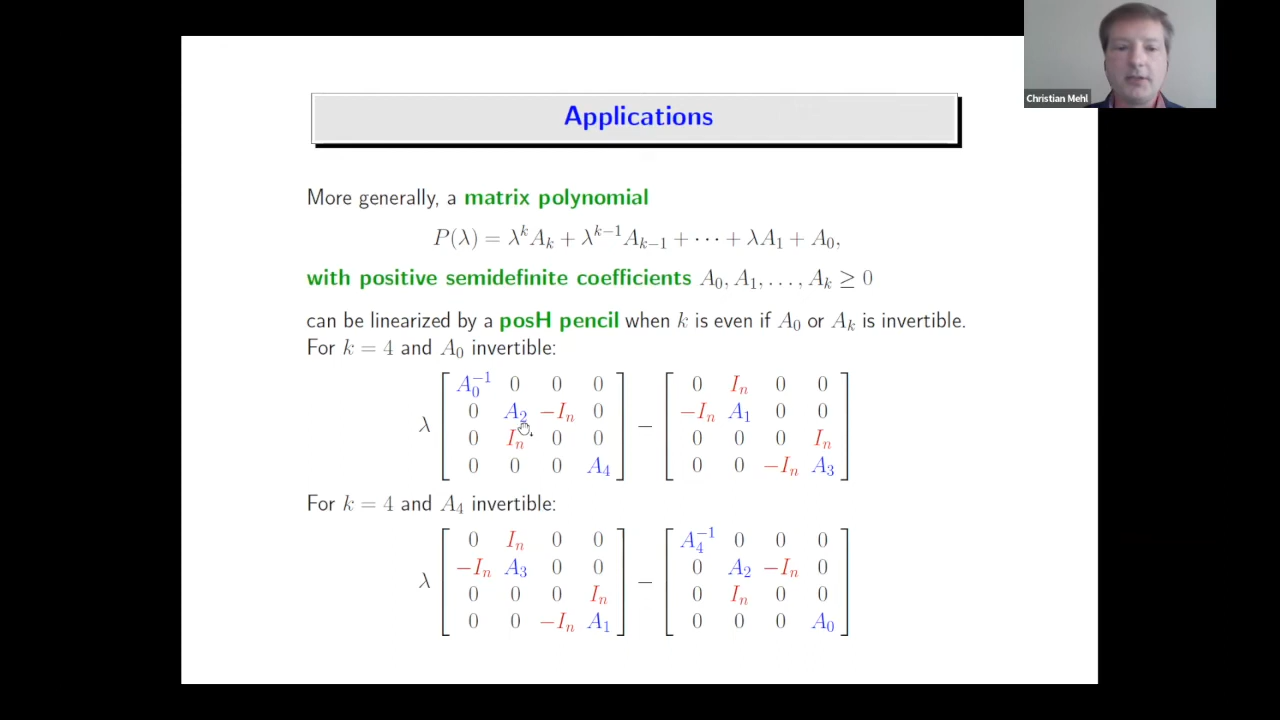 Christian Mehl
Applications
More generally, a matrix polynomial
P(λ) = λ^k A_k + λ^{k−1} A_{k−1} + ⋯ + λA_1 + A_0,
with positive semidefinite coefficients A_0, A_1, …, A_k ≥ 0
can be linearized by a posH pencil when k is even if A_0 or A_k is invertible.
For k = 4 and A_0 invertible:
A_0^{−1} 0 0 0   0 I_n 0 0
0 A_2 −I_n 0   −I_n A_1 0 0
λ   −
0 I_n 0 0   0 0 0 I_n
0 0 0 A_4   0 0 −I_n A_3
For k = 4 and A_4 invertible:
0 I_n 0 0   A_4^{−1} 0 0 0
−I_n A_3 0 0   0 A_2 −I_n 0
λ   −
0 0 0 I_n   0 I_n 0 0
0 0 −I_n A_1   0 0 0 A_0